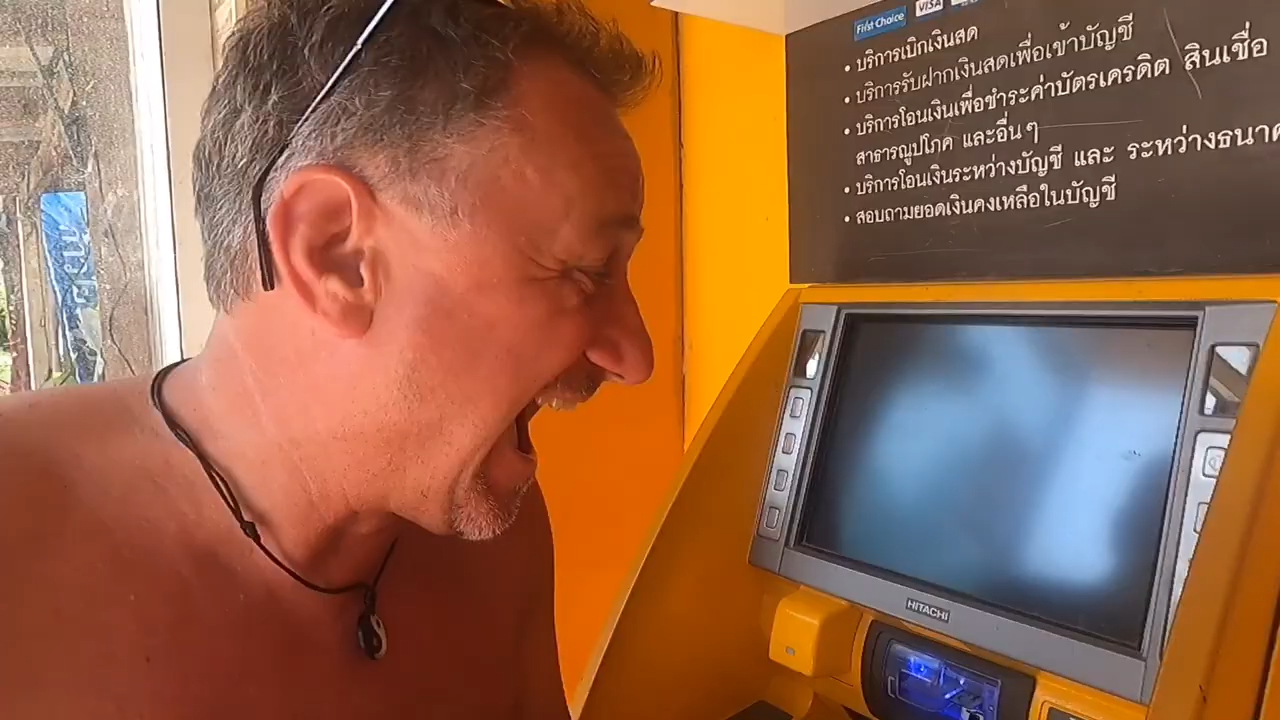 First Choice VISA
• บริการเบิกเงินสด
• บริการรับฝากเงินสดเพื่อเข้าบัญชี
• บริการโอนเงินเพื่อชำระค่าบัตรเครดิต สินเชื่อ
สาธารณูปโภค และอื่นๆ
• บริการโอนเงินระหว่างบัญชี และ ระหว่างธนาค
• สอบถามยอดเงินคงเหลือในบัญชี
HITACHI